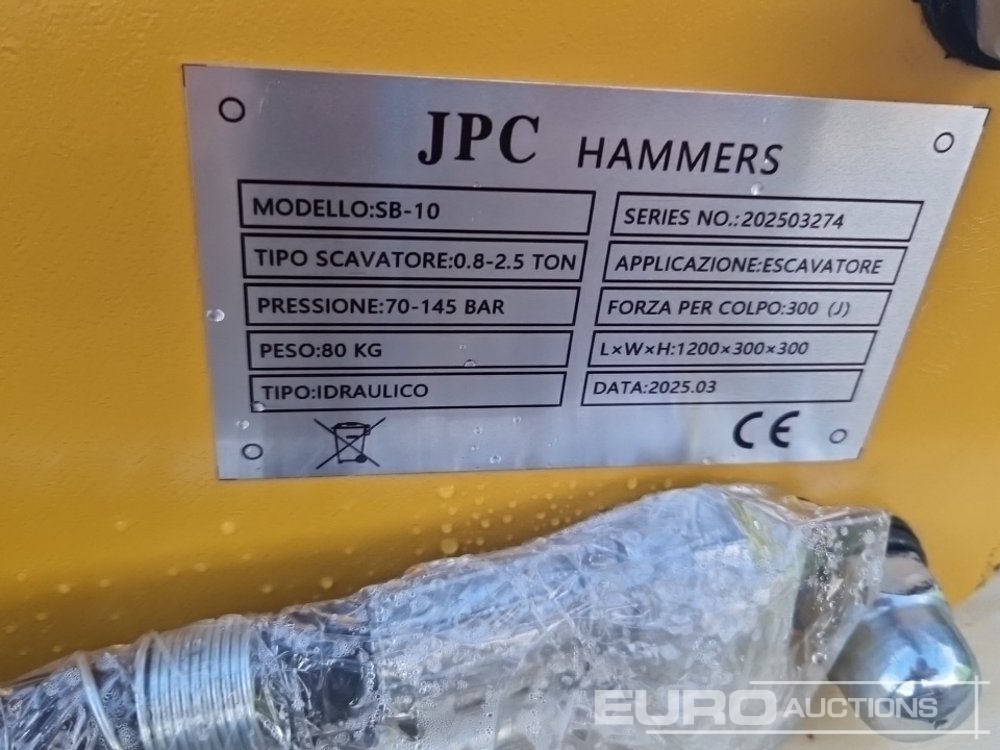 JPC HAMMERS
MODELLO:SB-10
SERIES NO.:202503274
TIPO SCAVATORE:0.8-2.5 TON
APPLICAZIONE:ESCAVATORE
PRESSIONE:70-145 BAR
FORZA PER COLPO:300 (J)
PESO:80 KG
L×W×H:1200×300×300
TIPO:IDRAULICO
DATA:2025.03
CE
EURO AUCTIONS